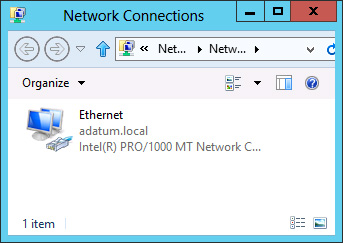 Network Connections
« Net... Netw...
Organize
Ethernet
adatum.local
Intel(R) PRO/1000 MT Network C...
1 item